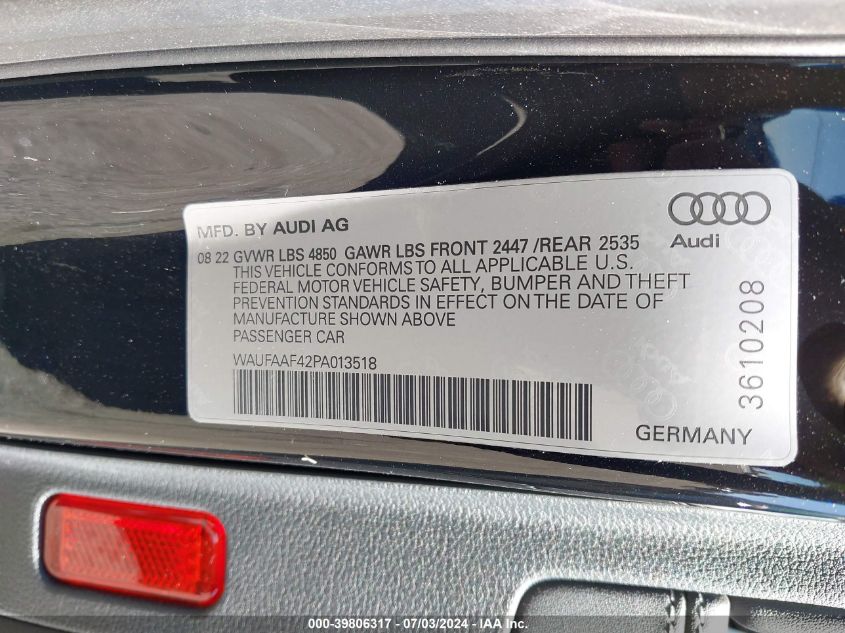 MFD. BY AUDI AG
08 22 GVWR LBS 4850 GAWR LBS FRONT 2447 /REAR 2535
THIS VEHICLE CONFORMS TO ALL APPLICABLE U.S.
FEDERAL MOTOR VEHICLE SAFETY, BUMPER AND THEFT
PREVENTION STANDARDS IN EFFECT ON THE DATE OF
MANUFACTURE SHOWN ABOVE
PASSENGER CAR
WAUFAAF42PA013518
Audi
3610208
GERMANY
000-39806317 - 07/03/2024 - IAA, Inc.